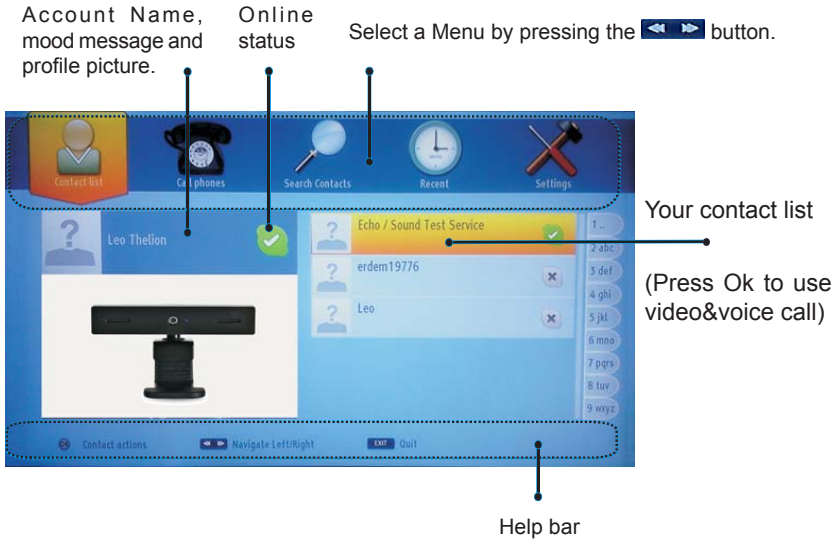 Account Name,
mood message and
profile picture.
Online
status
Select a Menu by pressing the button.
Contact list
Call phones
Search Contacts
Recent
Settings
Leo Thelion
Echo / Sound Test Service
erdem19776
Leo
1 ..
2 abc
3 def
4 ghi
5 jkl
6 mno
7 pqrs
8 tuv
9 wxyz
Your contact list
(Press Ok to use
video&voice call)
OK Contact actions
Navigate Left/Right
EXIT Quit
Help bar